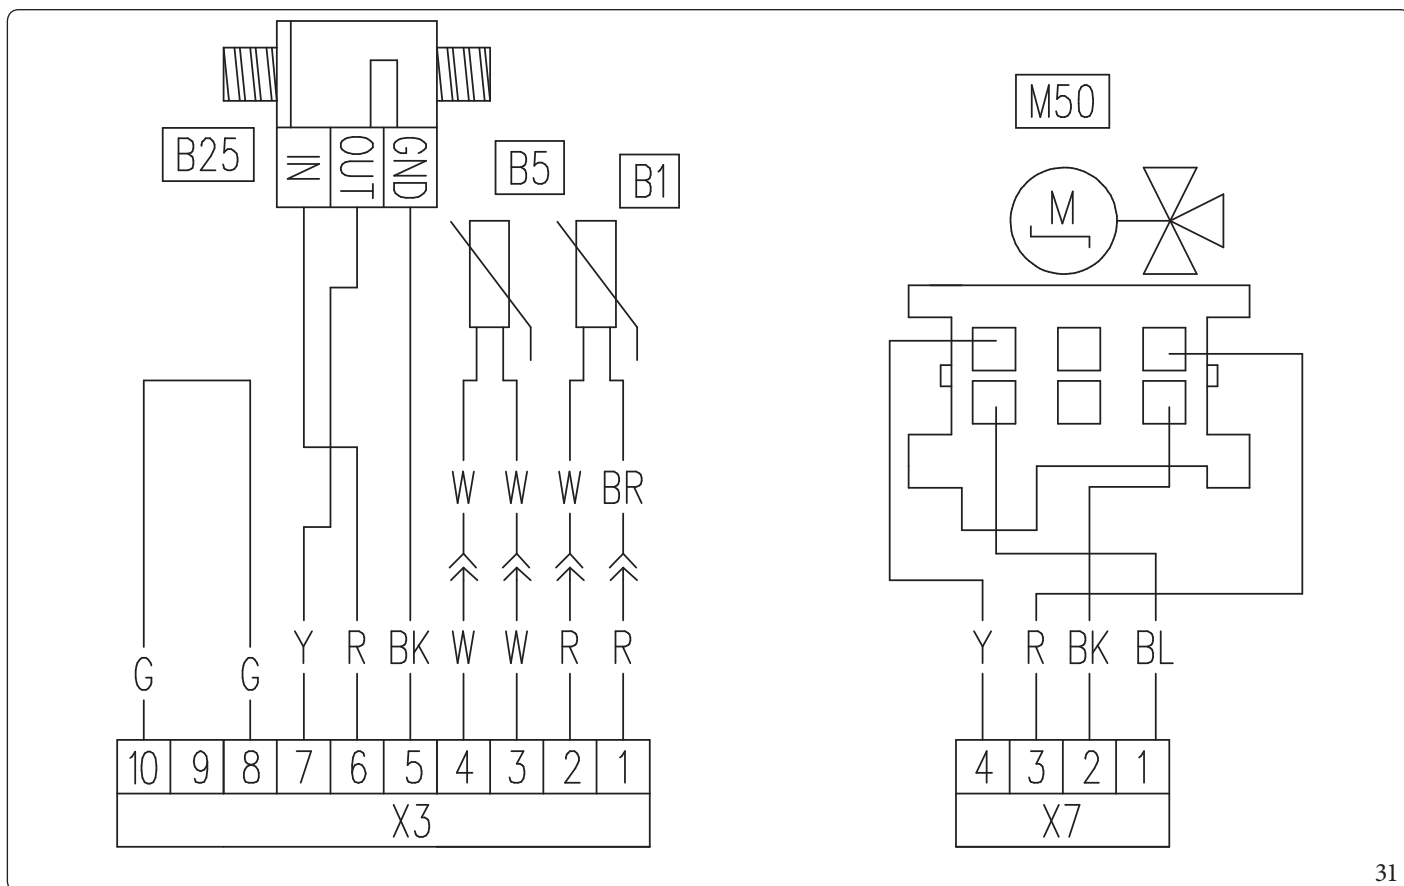 M50
B25
IN OUT GND
B5
B1
M
W W W BR
Y R BK W W R R
G G
Y R BK BL
10 9 8 7 6 5 4 3 2 1
X3
4 3 2 1
X7
31